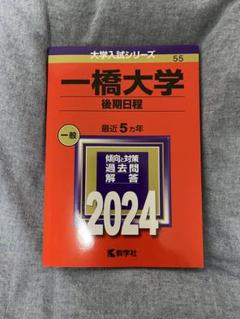 大学入試シリーズ
55
一橋大学
後期日程
一般
最近5ヵ年
傾向と対策
過去問
解答
2024
教学社